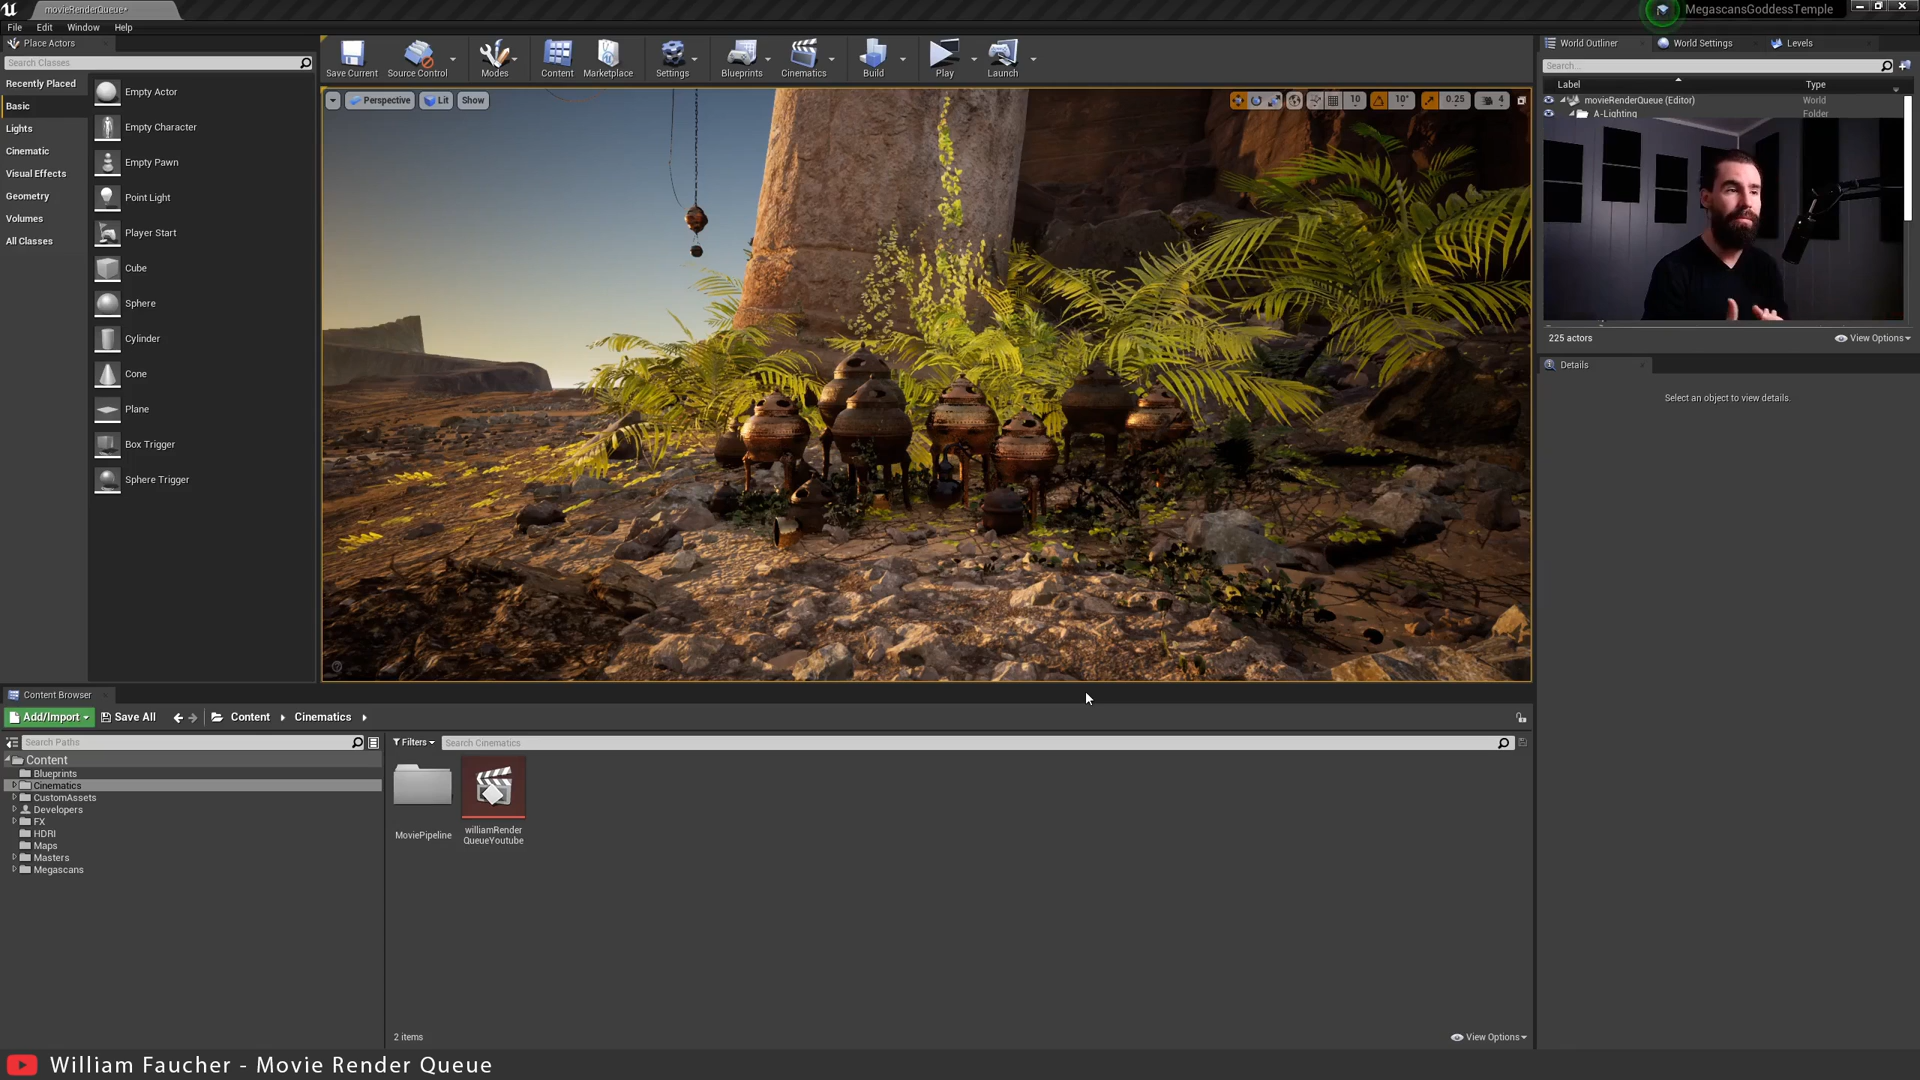 movieRenderQueue*
MegascansGoddessTemple
File Edit Window Help
Place Actors
Search Classes
Recently Placed
Basic
Lights
Cinematic
Visual Effects
Geometry
Volumes
All Classes
Empty Actor
Empty Character
Empty Pawn
Point Light
Player Start
Cube
Sphere
Cylinder
Cone
Plane
Box Trigger
Sphere Trigger
Save Current Source Control Modes Content Marketplace Settings Blueprints Cinematics Build Play Launch
Perspective Lit Show
10 10° 0.25 4
World Outliner World Settings Levels
Search...
Label Type
movieRenderQueue (Editor) World
A-Lighting Folder
225 actors View Options
Details
Select an object to view details.
Content Browser
Add/Import Save All Content Cinematics
Search Paths
Filters Search Cinematics
Content
Blueprints
Cinematics
CustomAssets
Developers
FX
HDRI
Maps
Masters
Megascans
MoviePipeline
williamRender
QueueYoutube
2 items View Options
William Faucher - Movie Render Queue